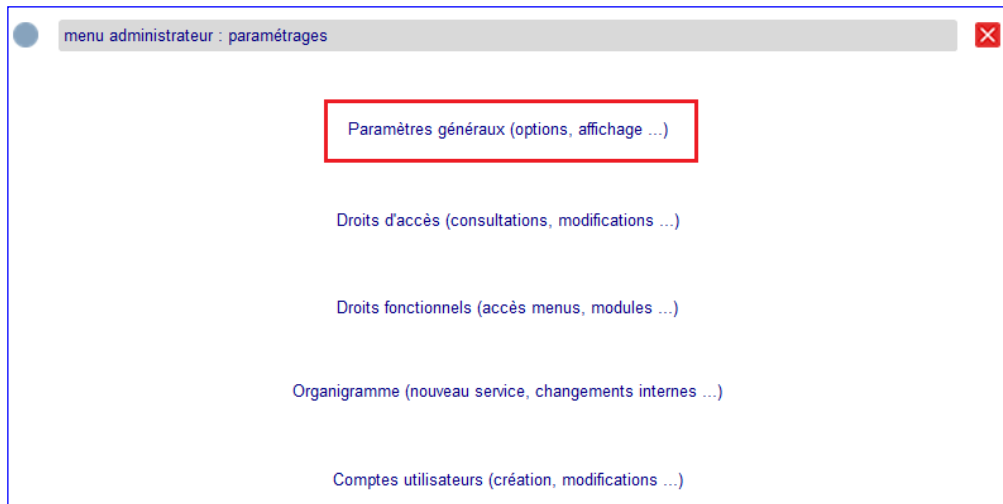 menu administrateur : paramétrages
Paramètres généraux (options, affichage ...)
Droits d'accès (consultations, modifications ...)
Droits fonctionnels (accès menus, modules ...)
Organigramme (nouveau service, changements internes ...)
Comptes utilisateurs (création, modifications ...)